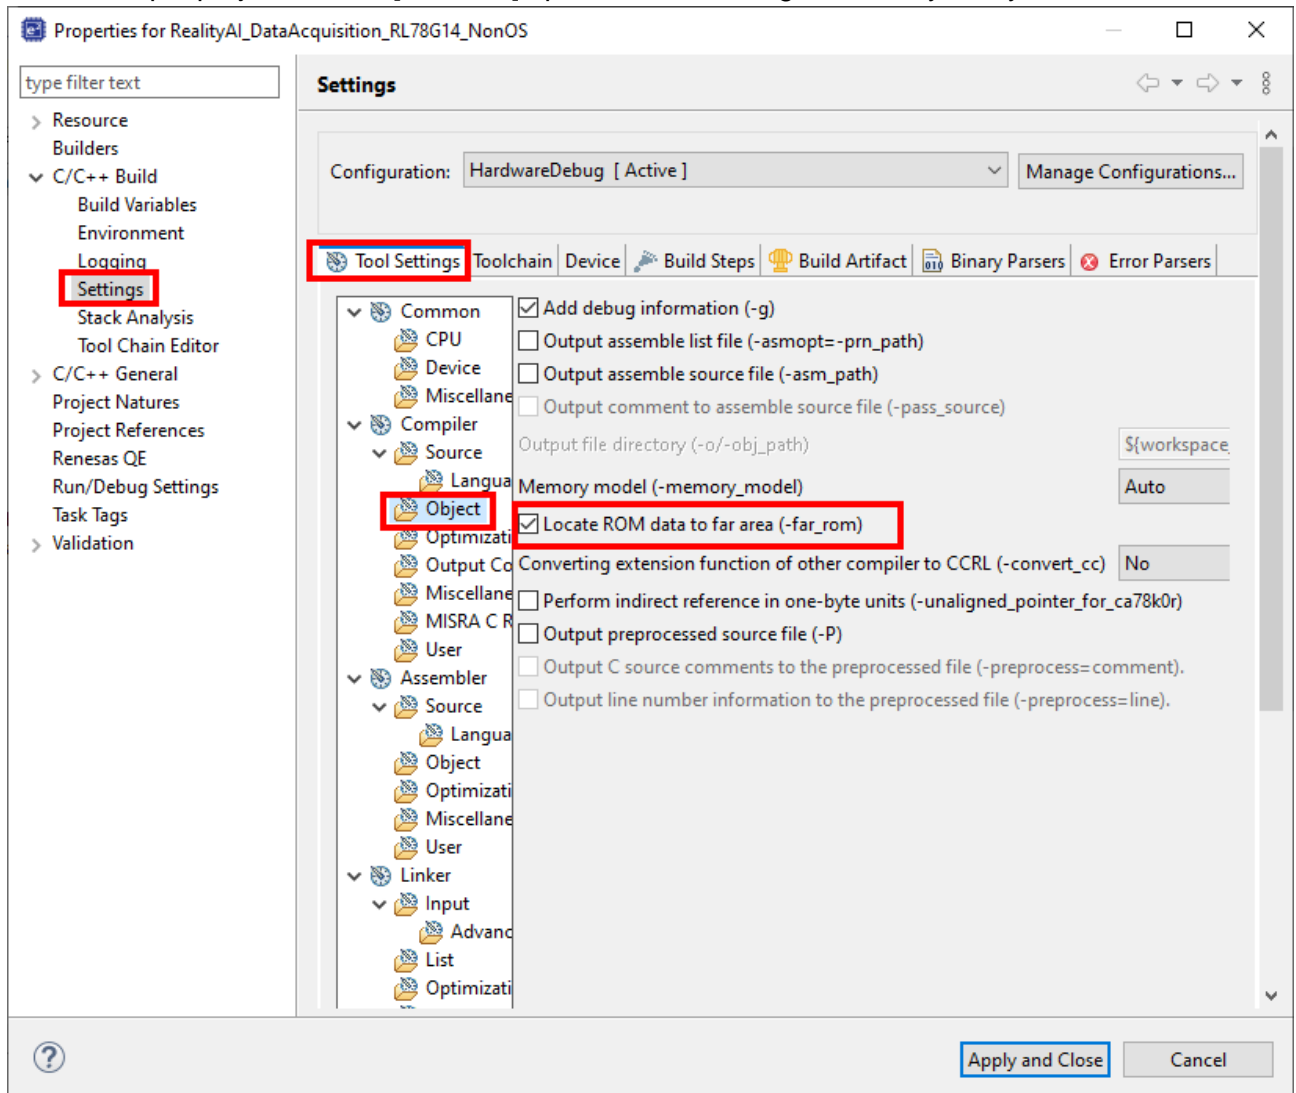 Properties for RealityAI_DataAcquisition_RL78G14_NonOS
type filter text
Settings
Resource
Builders
C/C++ Build
Build Variables
Environment
Logging
Settings
Stack Analysis
Tool Chain Editor
C/C++ General
Project Natures
Project References
Renesas QE
Run/Debug Settings
Task Tags
Validation
Configuration: HardwareDebug [ Active ] Manage Configurations...
Tool Settings Toolchain Device Build Steps Build Artifact Binary Parsers Error Parsers
Common
CPU
Device
Miscellane
Compiler
Source
Langua
Object
Optimizati
Output Co
Miscellane
MISRA C R
User
Assembler
Source
Langua
Object
Optimizati
Miscellane
User
Linker
Input
Advanc
List
Optimizati
Add debug information (-g)
Output assemble list file (-asmopt=-prn_path)
Output assemble source file (-asm_path)
Output comment to assemble source file (-pass_source)
Output file directory (-o/-obj_path) ${workspace_
Memory model (-memory_model) Auto
Locate ROM data to far area (-far_rom)
Converting extension function of other compiler to CCRL (-convert_cc) No
Perform indirect reference in one-byte units (-unaligned_pointer_for_ca78k0r)
Output preprocessed source file (-P)
Output C source comments to the preprocessed file (-preprocess=comment).
Output line number information to the preprocessed file (-preprocess=line).
Apply and Close Cancel